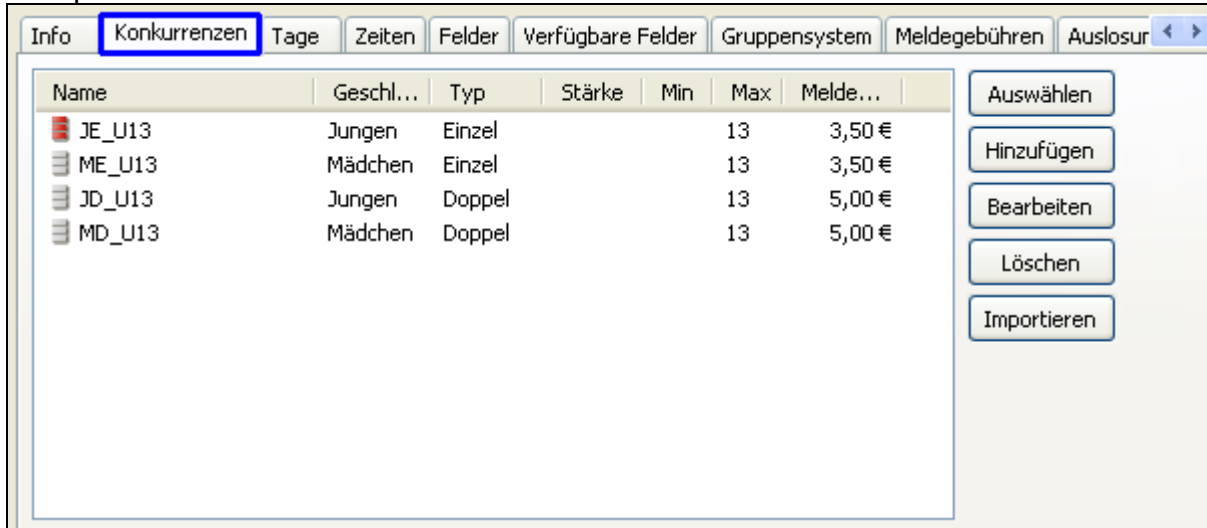 Info Konkurrenzen Tage Zeiten Felder Verfügbare Felder Gruppensystem Meldegebühren Auslosur
Name Geschl... Typ Stärke Min Max Melde... Auswählen
JE_U13 Jungen Einzel 13 3,50 €
ME_U13 Mädchen Einzel 13 3,50 € Hinzufügen
JD_U13 Jungen Doppel 13 5,00 € Bearbeiten
MD_U13 Mädchen Doppel 13 5,00 €
Löschen
Importieren